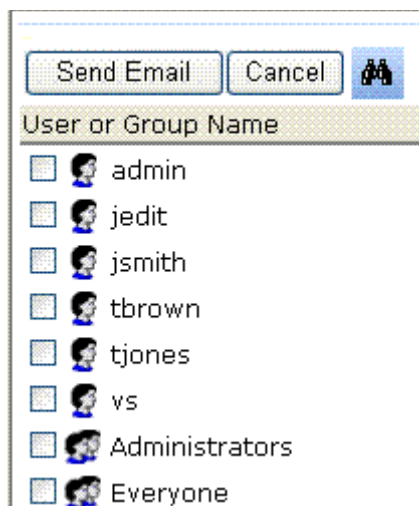 Send Email Cancel
User or Group Name
admin
jedit
jsmith
tbrown
tjones
vs
Administrators
Everyone